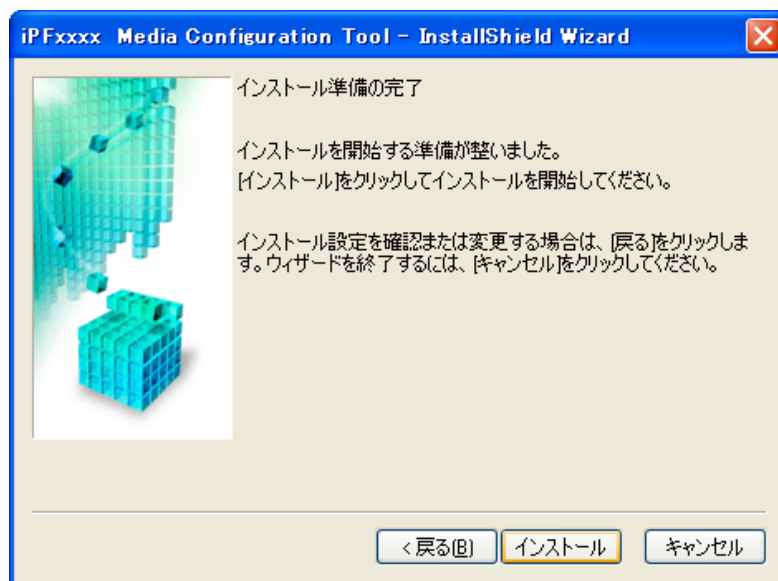 iPFxxxx Media Configuration Tool - InstallShield Wizard
インストール準備の完了
インストールを開始する準備が整いました。
[インストール]をクリックしてインストールを開始してください。
インストール設定を確認または変更する場合は、[戻る]をクリックしま
す。ウィザードを終了するには、[キャンセル]をクリックしてください。
< 戻る(B)
インストール
キャンセル